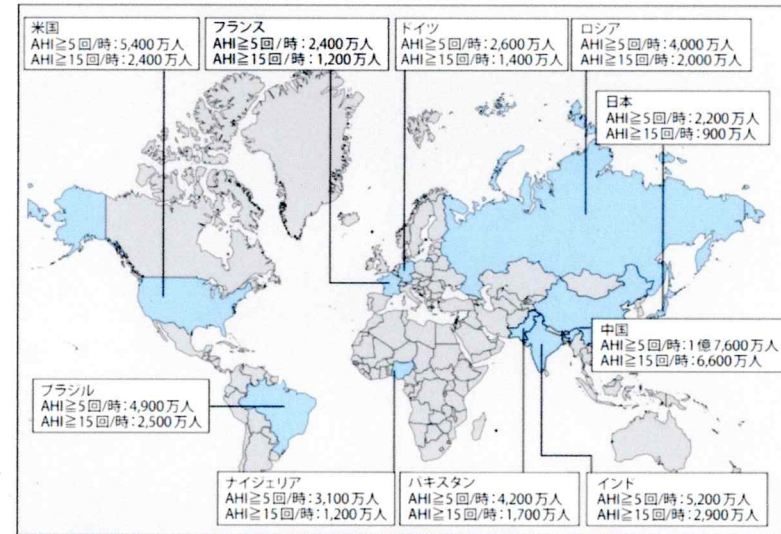 米国
AHI≧5回/時：5,400万人
AHI≧15回/時：2,400万人
フランス
AHI≧5回/時：2,400万人
AHI≧15回/時：1,200万人
ドイツ
AHI≧5回/時：2,600万人
AHI≧15回/時：1,400万人
ロシア
AHI≧5回/時：4,000万人
AHI≧15回/時：2,000万人
日本
AHI≧5回/時：2,200万人
AHI≧15回/時：900万人
中国
AHI≧5回/時：1億7,600万人
AHI≧15回/時：6,600万人
ブラジル
AHI≧5回/時：4,900万人
AHI≧15回/時：2,500万人
ナイジェリア
AHI≧5回/時：3,100万人
AHI≧15回/時：1,200万人
パキスタン
AHI≧5回/時：4,200万人
AHI≧15回/時：1,700万人
インド
AHI≧5回/時：5,200万人
AHI≧15回/時：2,900万人